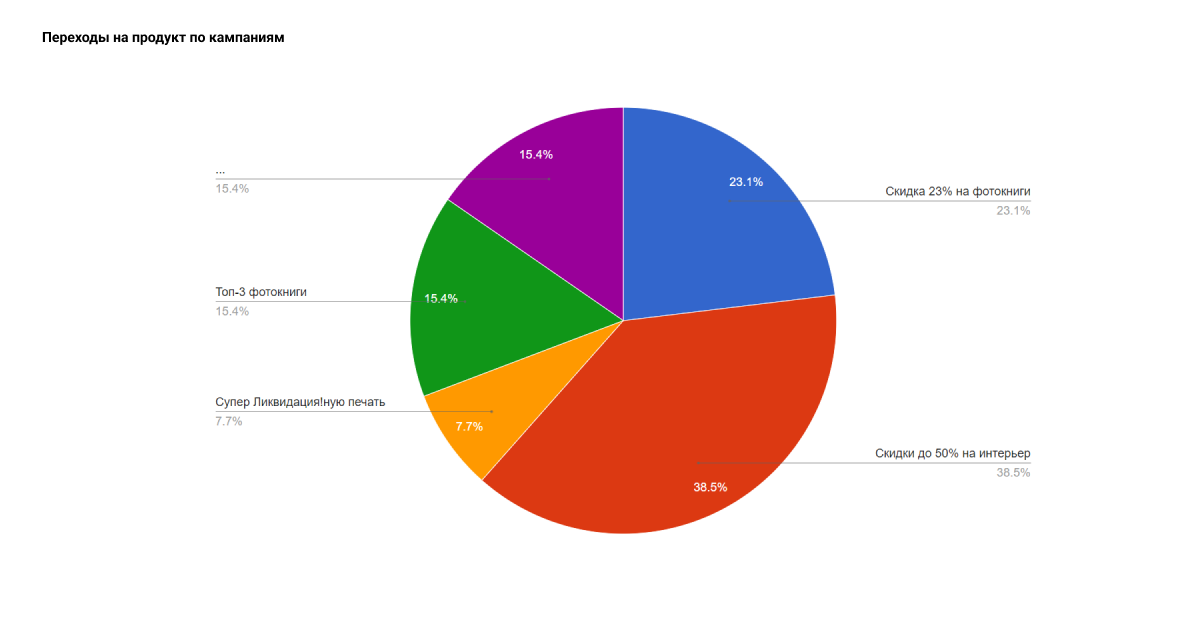 Переходы на продукт по кампаниям
15.4%
23.1%
...
15.4%
Скидка 23% на фотокниги
23.1%
Топ-3 фотокниги
15.4%
15.4%
Супер Ликвидация!ную печать
7.7%
7.7%
Скидки до 50% на интерьер
38.5%
38.5%